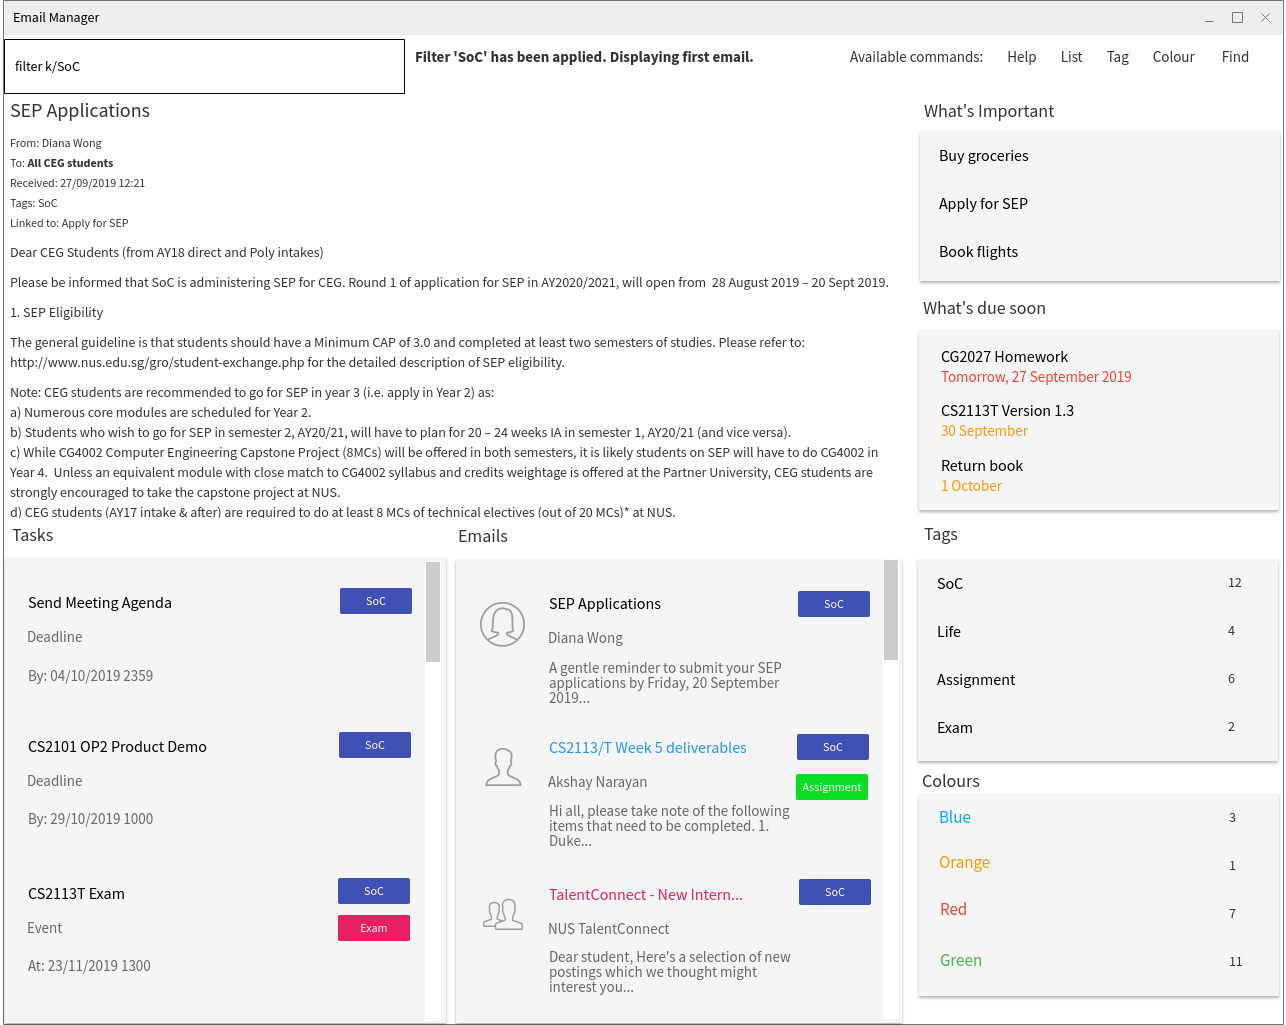 Email Manager
filter k/SoC
Filter 'SoC' has been applied. Displaying first email.
Available commands: Help List Tag Colour Find
SEP Applications
From: Diana Wong
To: All CEG students
Received: 27/09/2019 12:21
Tags: SoC
Linked to: Apply for SEP
Dear CEG Students (from AY18 direct and Poly intakes)
Please be informed that SoC is administering SEP for CEG. Round 1 of application for SEP in AY2020/2021, will open from  28 August 2019 – 20 Sept 2019.
1. SEP Eligibility
The general guideline is that students should have a Minimum CAP of 3.0 and completed at least two semesters of studies. Please refer to:
http://www.nus.edu.sg/gro/student-exchange.php for the detailed description of SEP eligibility.
Note: CEG students are recommended to go for SEP in year 3 (i.e. apply in Year 2) as:
a) Numerous core modules are scheduled for Year 2.
b) Students who wish to go for SEP in semester 2, AY20/21, will have to plan for 20 – 24 weeks IA in semester 1, AY20/21 (and vice versa).
c) While CG4002 Computer Engineering Capstone Project (8MCs) will be offered in both semesters, it is likely students on SEP will have to do CG4002 in
Year 4.  Unless an equivalent module with close match to CG4002 syllabus and credits weightage is offered at the Partner University, CEG students are
strongly encouraged to take the capstone project at NUS.
d) CEG students (AY17 intake & after) are required to do at least 8 MCs of technical electives (out of 20 MCs)* at NUS.
What's Important
Buy groceries
Apply for SEP
Book flights
What's due soon
CG2027 Homework
Tomorrow, 27 September 2019
CS2113T Version 1.3
30 September
Return book
1 October
Tasks
Send Meeting Agenda
SoC
Deadline
By: 04/10/2019 2359
CS2101 OP2 Product Demo
SoC
Deadline
By: 29/10/2019 1000
CS2113T Exam
SoC
Event
Exam
At: 23/11/2019 1300
Emails
SEP Applications
SoC
Diana Wong
A gentle reminder to submit your SEP
applications by Friday, 20 September
2019...
CS2113/T Week 5 deliverables
SoC
Akshay Narayan
Assignment
Hi all, please take note of the following
items that need to be completed. 1.
Duke...
TalentConnect - New Intern...
SoC
NUS TalentConnect
Dear student, Here's a selection of new
postings which we thought might
interest you...
Tags
SoC 12
Life 4
Assignment 6
Exam 2
Colours
Blue 3
Orange 1
Red 7
Green 11